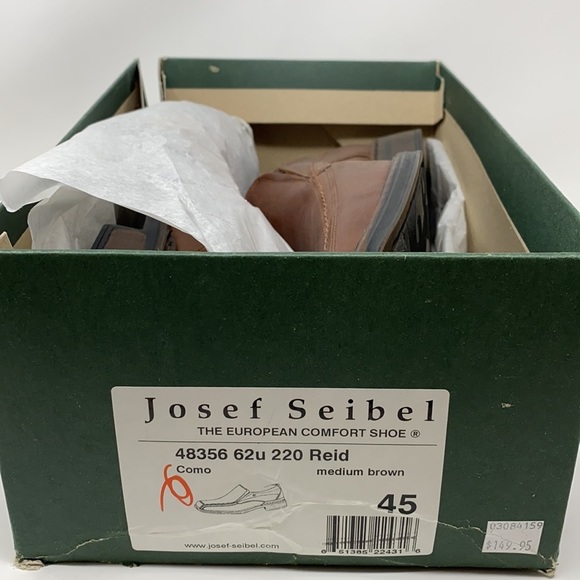 Josef Seibel
THE EUROPEAN COMFORT SHOE ®
48356 62u 220 Reid
Como medium brown
45
www.josef-seibel.com
03084159
$149.95